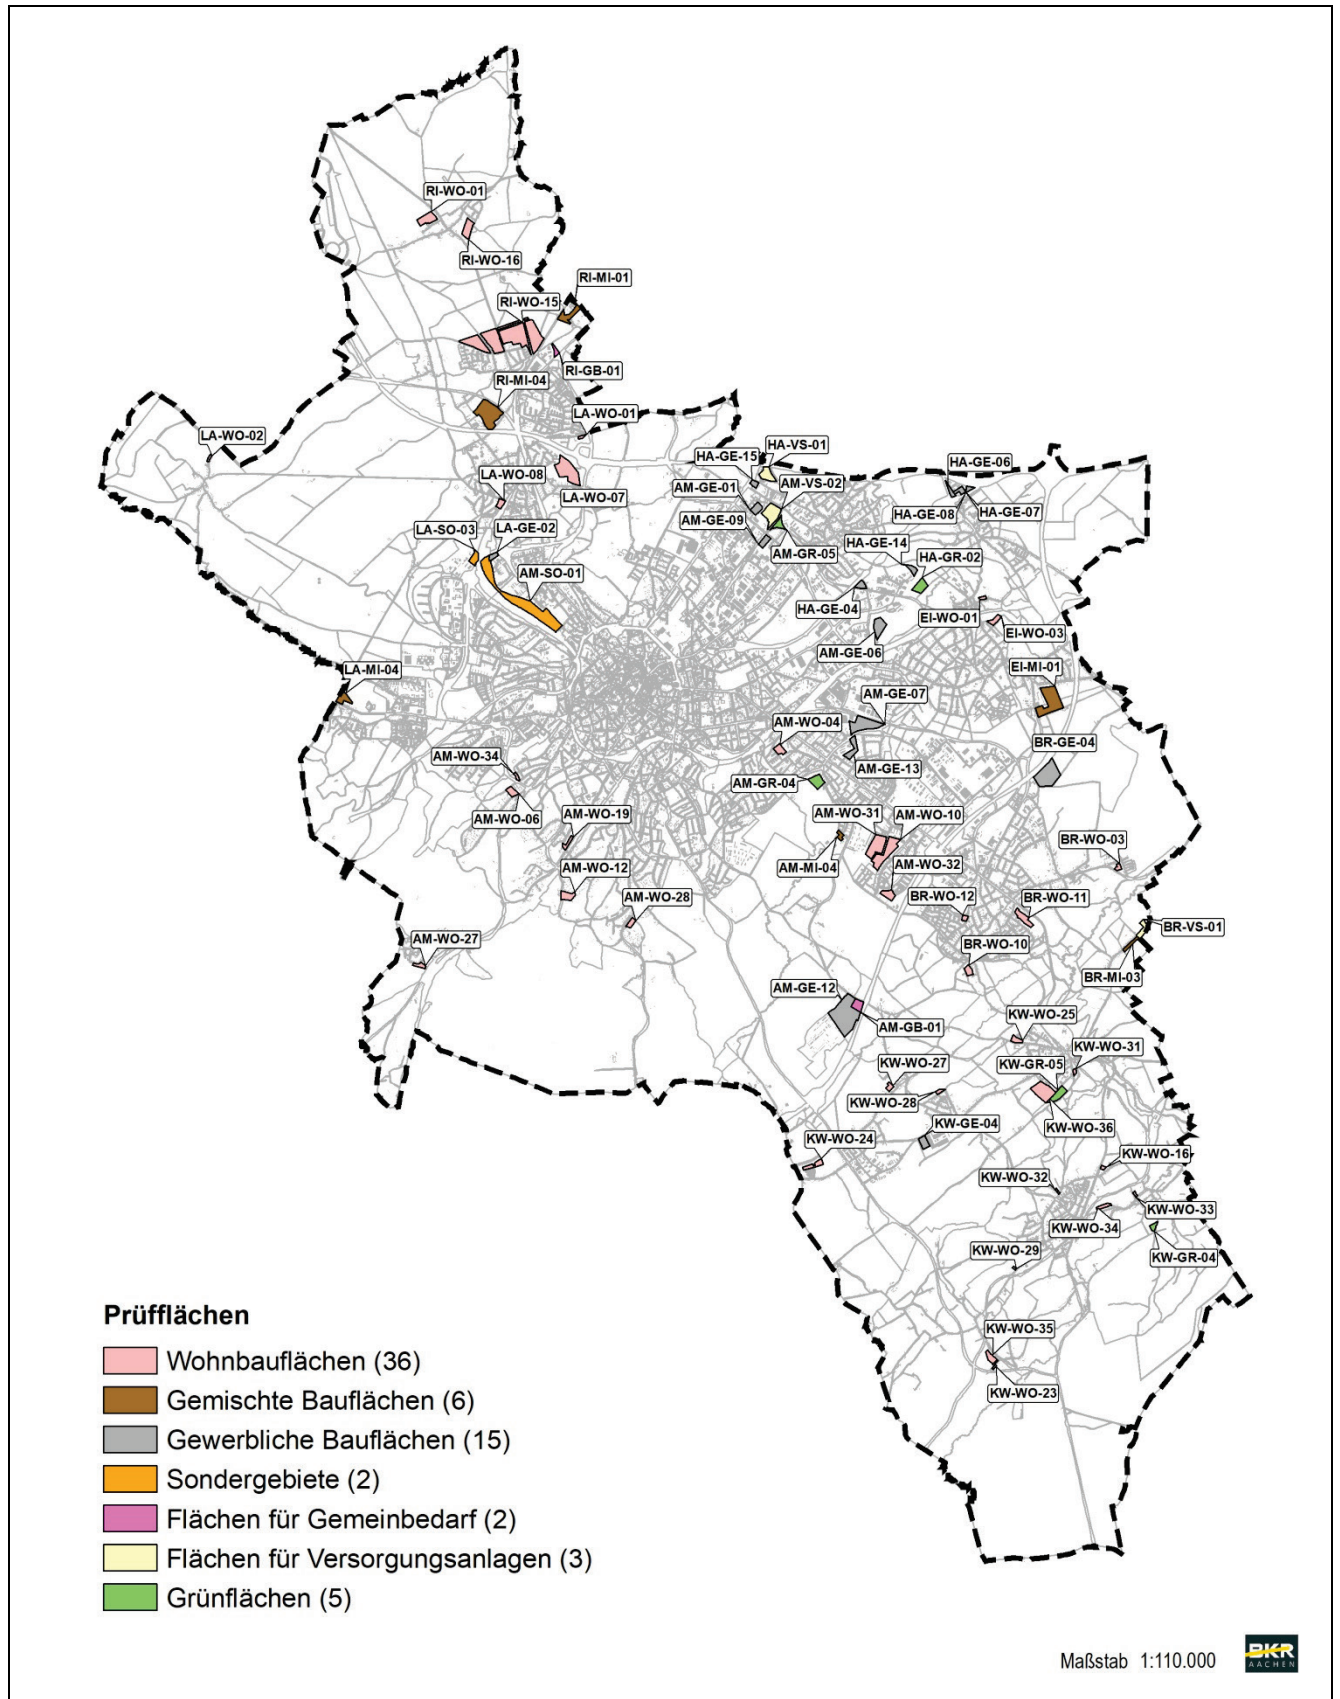 RI-WO-01
RI-WO-16
RI-MI-01
RI-WO-15
RI-GB-01
RI-MI-04
LA-WO-01
LA-WO-02
HA-VS-01
HA-GE-15
HA-GE-06
LA-WO-08
AM-VS-02
AM-GE-01
LA-WO-07
HA-GE-08
HA-GE-07
AM-GE-09
LA-SO-03
LA-GE-02
HA-GE-14
AM-GR-05
HA-GR-02
AM-SO-01
HA-GE-04
EI-WO-01
EI-WO-03
AM-GE-06
LA-MI-04
EI-MI-01
AM-GE-07
AM-WO-04
BR-GE-04
AM-WO-34
AM-GE-13
AM-GR-04
AM-WO-06
AM-WO-19
AM-WO-31
AM-WO-10
BR-WO-03
AM-MI-04
AM-WO-12
AM-WO-32
AM-WO-28
BR-WO-12
BR-WO-11
BR-VS-01
AM-WO-27
BR-WO-10
BR-MI-03
AM-GE-12
KW-WO-25
AM-GB-01
KW-WO-31
KW-WO-27
KW-GR-05
KW-WO-28
KW-GE-04
KW-WO-36
KW-WO-24
KW-WO-16
KW-WO-32
KW-WO-33
KW-WO-34
KW-WO-29
KW-GR-04
KW-WO-35
KW-WO-23
Prüfflächen
Wohnbauflächen (36)
Gemischte Bauflächen (6)
Gewerbliche Bauflächen (15)
Sondergebiete (2)
Flächen für Gemeinbedarf (2)
Flächen für Versorgungsanlagen (3)
Grünflächen (5)
Maßstab 1:110.000
BKR
AACHEN